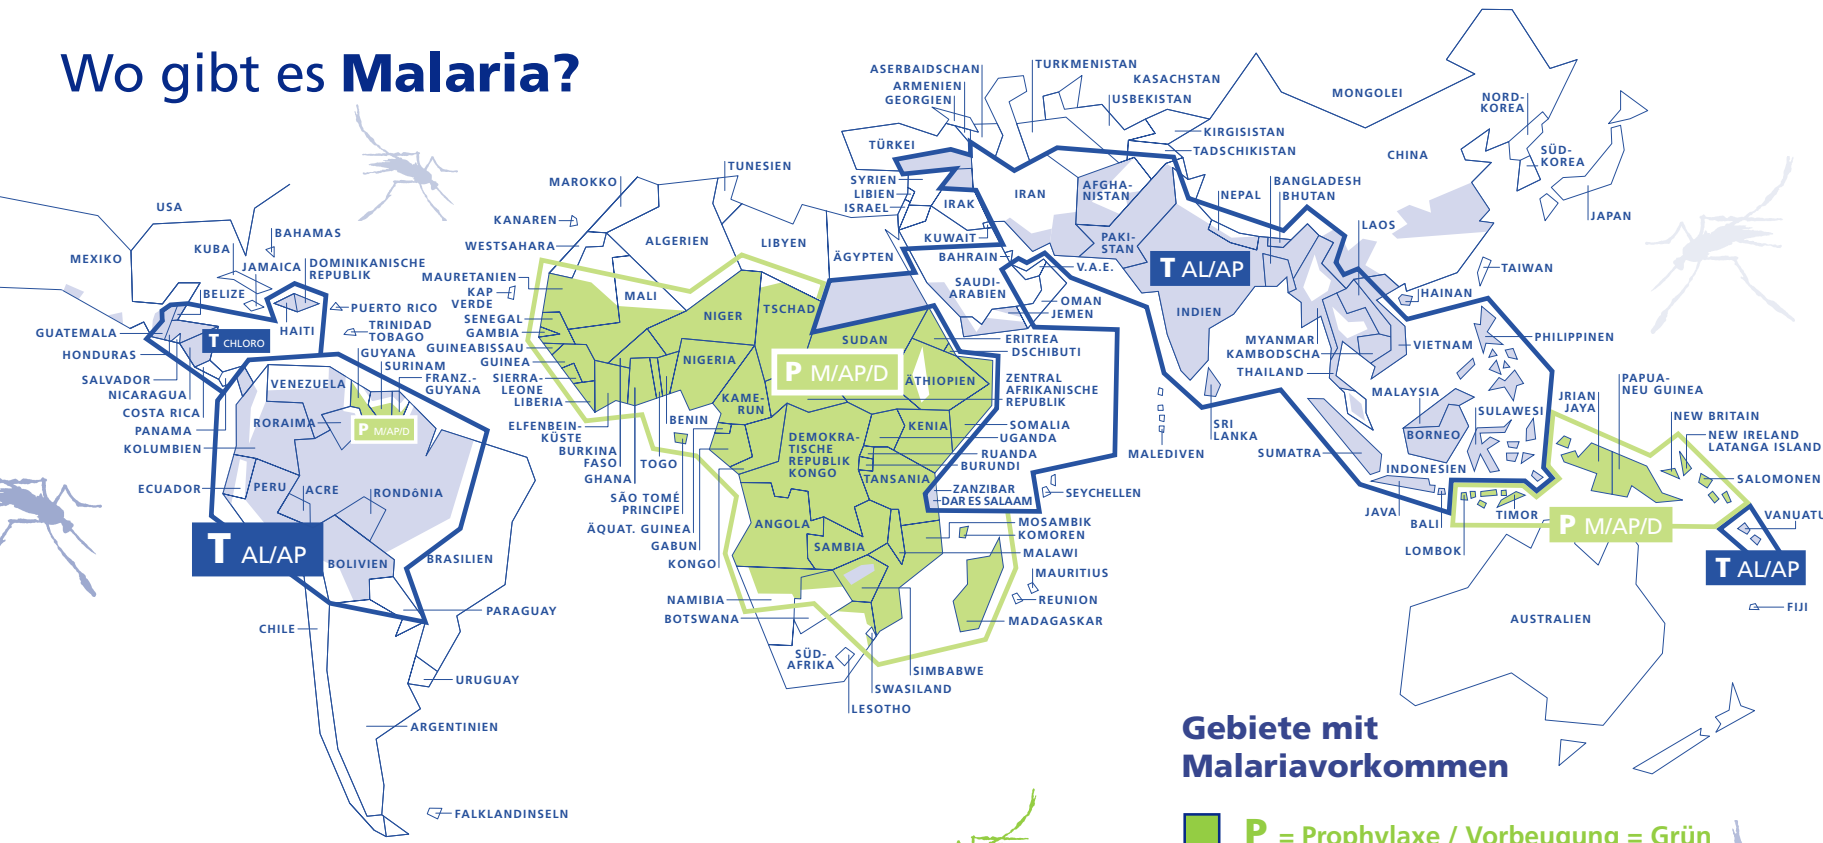 Wo gibt es Malaria?
USA
MEXIKO
KUBA
BAHAMAS
JAMAICA
DOMINIKANISCHE
REPUBLIK
BELIZE
PUERTO RICO
GUATEMALA
T CHLORO
HAITI
TRINIDAD
TOBAGO
HONDURAS
GUYANA
SURINAM
SALVADOR
VENEZUELA
FRANZ.-
GUYANA
NICARAGUA
COSTA RICA
PANAMA
RORAIMA
P M/AP/D
KOLUMBIEN
ECUADOR
PERU
ACRE
RONDôNIA
T AL/AP
BOLIVIEN
BRASILIEN
PARAGUAY
CHILE
URUGUAY
ARGENTINIEN
FALKLANDINSELN
TUNESIEN
MAROKKO
KANAREN
WESTSAHARA
ALGERIEN
LIBYEN
ÄGYPTEN
MAURETANIEN
KAP
VERDE
MALI
NIGER
TSCHAD
SENEGAL
GAMBIA
GUINEABISSAU
GUINEA
SIERRA-
LEONE
LIBERIA
NIGERIA
SUDAN
P M/AP/D
ERITREA
DSCHIBUTI
ÄTHIOPIEN
ZENTRAL
AFRIKANISCHE
REPUBLIK
KAME-
RUN
BENIN
ELFENBEIN-
KÜSTE
BURKINA
FASO
GHANA
TOGO
KENIA
SOMALIA
UGANDA
DEMOKRA-
TISCHE
REPUBLIK
KONGO
RUANDA
BURUNDI
TANSANIA
SÃO TOMÉ
PRINCIPE
ZANZIBAR
DAR ES SALAAM
SEYCHELLEN
ÄQUAT. GUINEA
GABUN
KONGO
ANGOLA
SAMBIA
MOSAMBIK
KOMOREN
MALAWI
MAURITIUS
REUNION
MADAGASKAR
NAMIBIA
BOTSWANA
SÜD-
AFRIKA
SIMBABWE
SWASILAND
LESOTHO
ASERBAIDSCHAN
ARMENIEN
GEORGIEN
TURKMENISTAN
KASACHSTAN
USBEKISTAN
MONGOLEI
NORD-
KOREA
TÜRKEI
KIRGISISTAN
TADSCHIKISTAN
CHINA
SÜD-
KOREA
SYRIEN
LIBIEN
ISRAEL
IRAK
IRAN
AFGHA-
NISTAN
NEPAL
BANGLADESH
BHUTAN
JAPAN
KUWAIT
BAHRAIN
PAKI-
STAN
LAOS
V.A.E.
T AL/AP
TAIWAN
SAUDI-
ARABIEN
OMAN
JEMEN
INDIEN
HAINAN
MYANMAR
KAMBODSCHA
THAILAND
VIETNAM
PHILIPPINEN
MALAYSIA
JRIAN
JAYA
PAPUA-
NEU GUINEA
SRI
LANKA
MALEDIVEN
SUMATRA
BORNEO
SULAWESI
NEW BRITAIN
NEW IRELAND
LATANGA ISLAND
INDONESIEN
SALOMONEN
JAVA
BALI
LOMBOK
TIMOR
P M/AP/D
VANUATU
T AL/AP
FIJI
AUSTRALIEN
Gebiete mit
Malariavorkommen
P = Prophylaxe / Vorbeugung = Grün